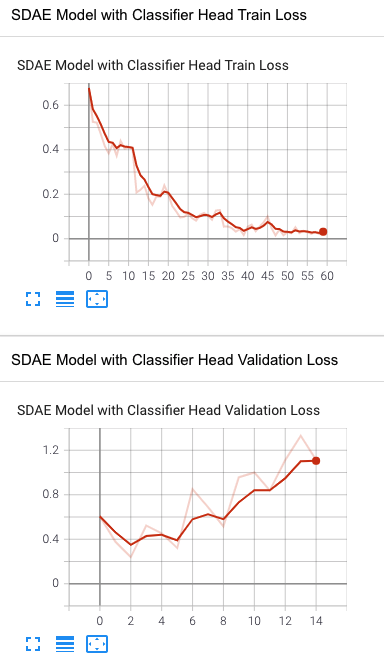 SDAE Model with Classifier Head Train Loss
SDAE Model with Classifier Head Train Loss
0.6
0.4
0.2
0
0 5 10 15 20 25 30 35 40 45 50 55 60
SDAE Model with Classifier Head Validation Loss
SDAE Model with Classifier Head Validation Loss
1.2
0.8
0.4
0
0 2 4 6 8 10 12 14